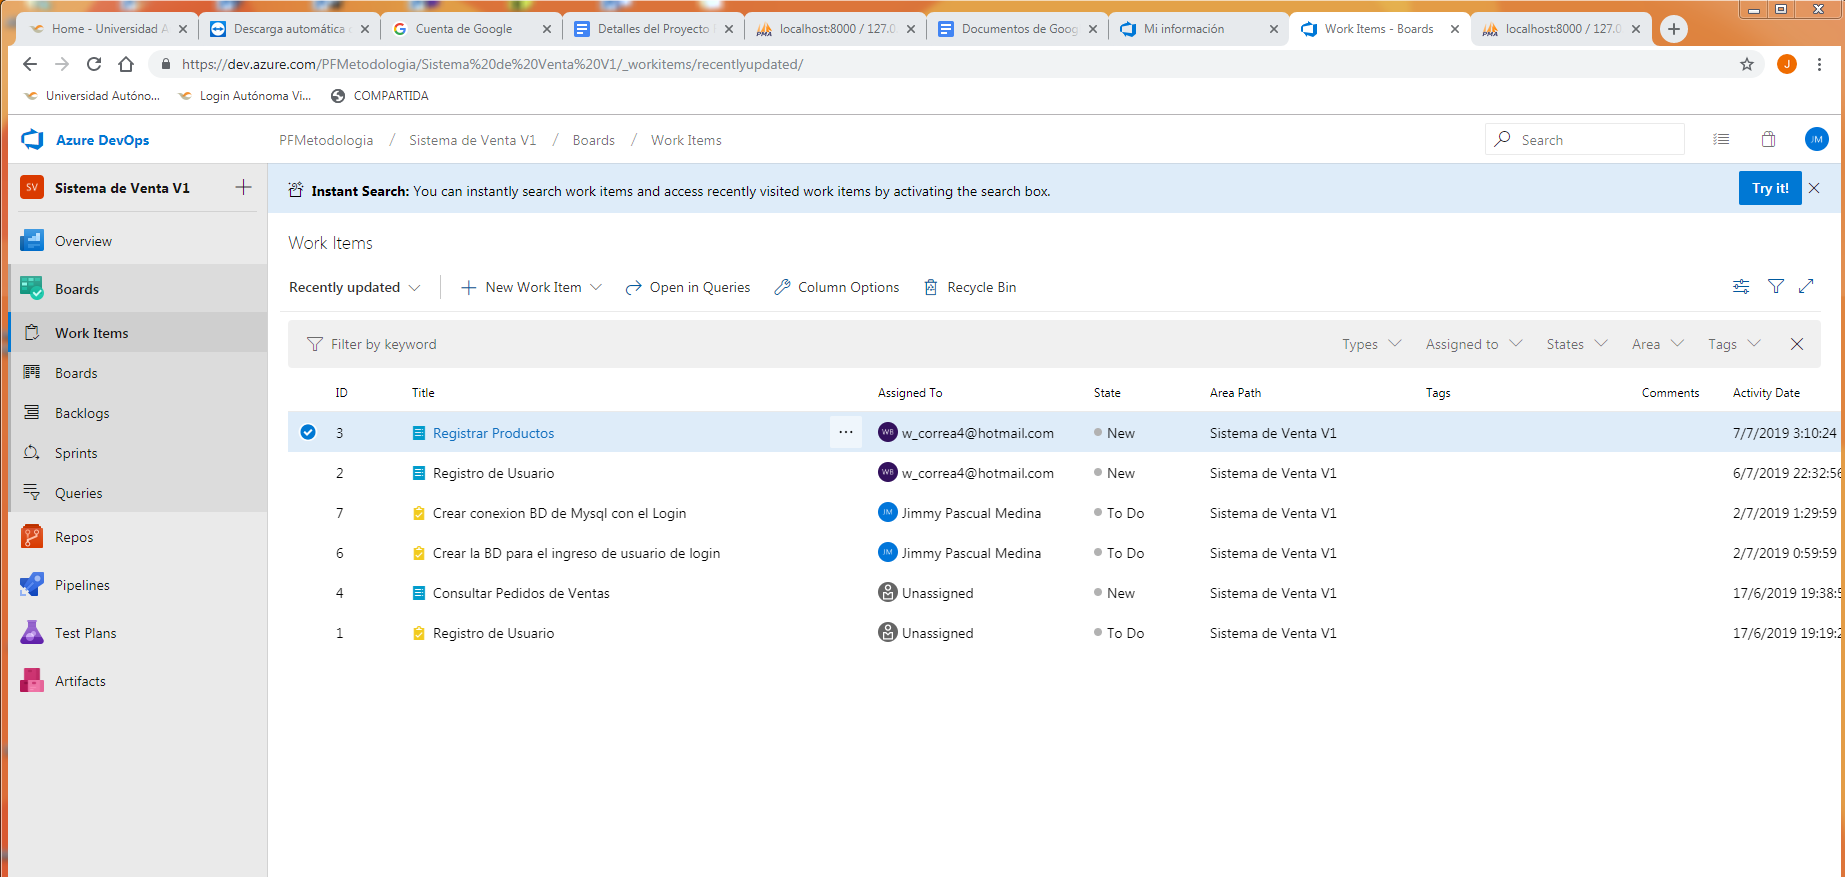 Home - Universidad A
Descarga automática
Cuenta de Google
Detalles del Proyecto
localhost:8000 / 127.0
Documentos de Goog
Mi información
Work Items - Boards
localhost:8000 / 127.0
https://dev.azure.com/PFMetodologia/Sistema%20de%20Venta%20V1/_workitems/recentlyupdated/
J
Universidad Autóno...
Login Autónoma Vi...
COMPARTIDA
Azure DevOps
PFMetodologia / Sistema de Venta V1 / Boards / Work Items
Search
JM
SV Sistema de Venta V1
Instant Search: You can instantly search work items and access recently visited work items by activating the search box.
Try it!
Overview
Boards
Work Items
Boards
Backlogs
Sprints
Queries
Repos
Pipelines
Test Plans
Artifacts
Work Items
Recently updated New Work Item Open in Queries Column Options Recycle Bin
Filter by keyword Types Assigned to States Area Tags
ID Title Assigned To State Area Path Tags Comments Activity Date
3 Registrar Productos ... WB w_correa4@hotmail.com New Sistema de Venta V1 7/7/2019 3:10:24
2 Registro de Usuario WB w_correa4@hotmail.com New Sistema de Venta V1 6/7/2019 22:32:56
7 Crear conexion BD de Mysql con el Login JM Jimmy Pascual Medina To Do Sistema de Venta V1 2/7/2019 1:29:59
6 Crear la BD para el ingreso de usuario de login JM Jimmy Pascual Medina To Do Sistema de Venta V1 2/7/2019 0:59:59
4 Consultar Pedidos de Ventas Unassigned New Sistema de Venta V1 17/6/2019 19:38:5
1 Registro de Usuario Unassigned To Do Sistema de Venta V1 17/6/2019 19:19:2